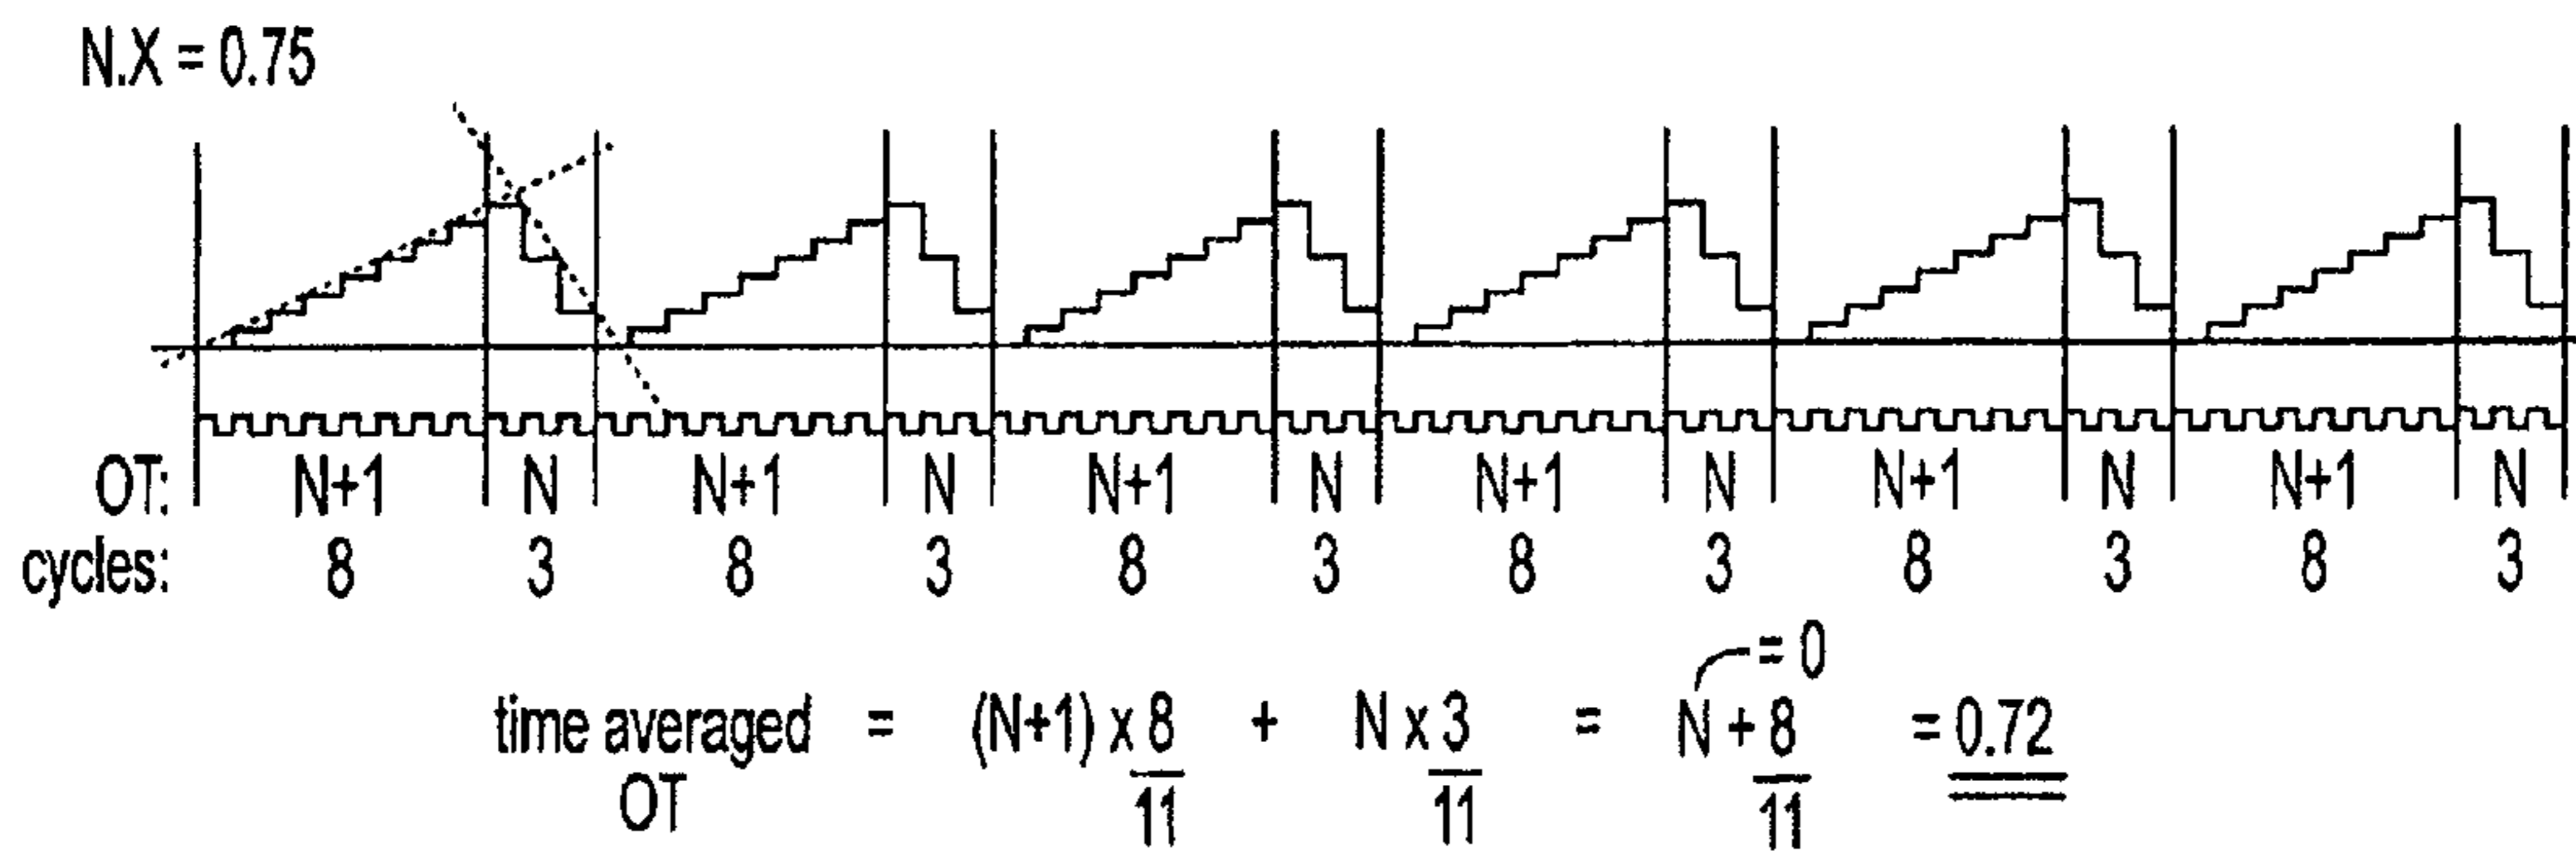 N.X = 0.75
OT: N+1 N N+1 N N+1 N N+1 N N+1 N N+1 N
cycles: 8 3 8 3 8 3 8 3 8 3 8 3
= 0
time averaged = (N+1) x 8 + N x 3 = N + 8 = 0.72
OT 11 11 11